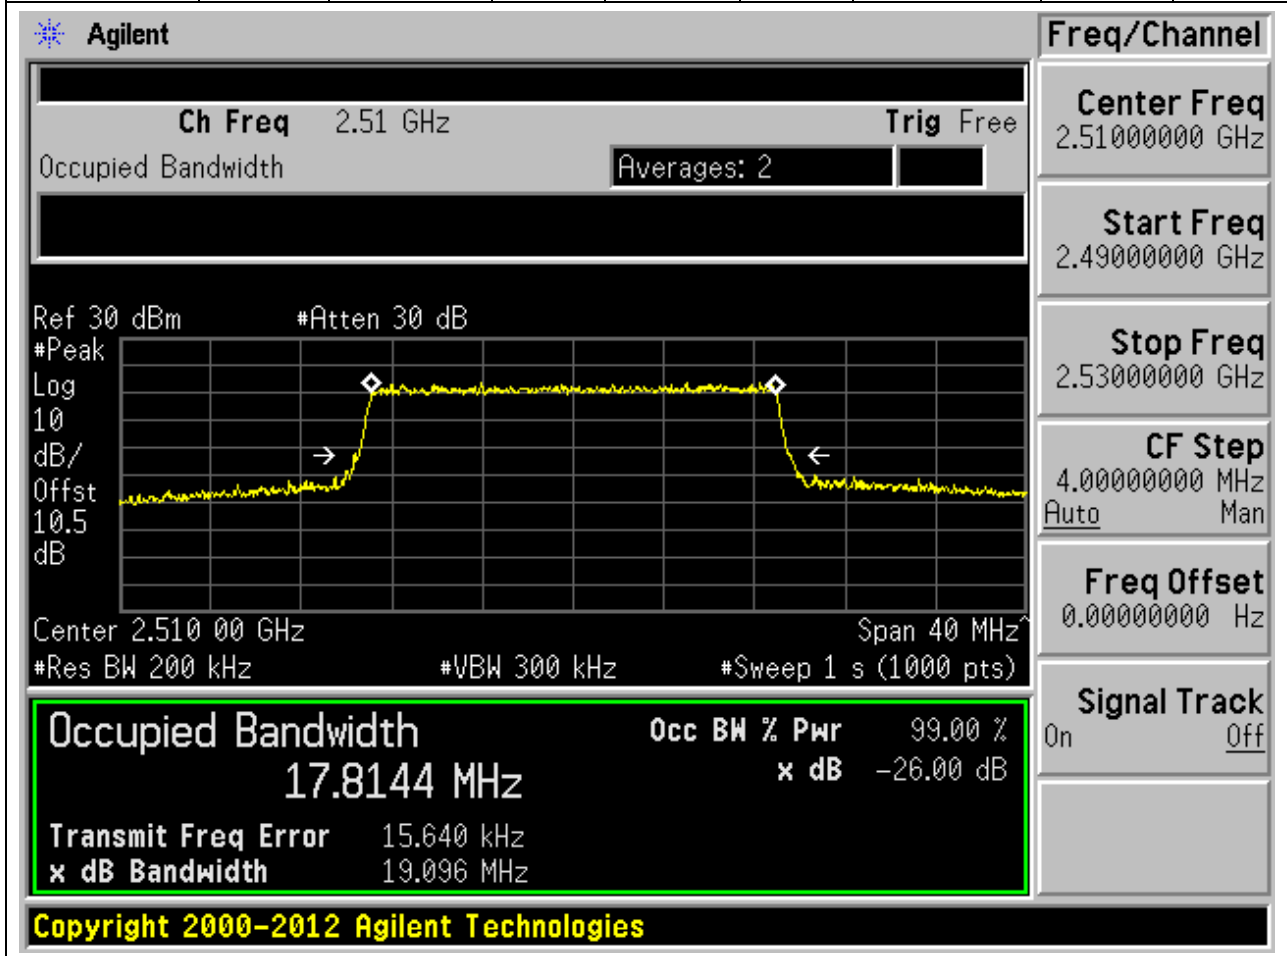 Agilent
Freq/Channel
Ch Freq 2.51 GHz Trig Free
Occupied Bandwidth Averages: 2
Ref 30 dBm #Atten 30 dB
#Peak
Log
10
dB/
Offst
10.5
dB
Center 2.510 00 GHz Span 40 MHz^
#Res BW 200 kHz #VBW 300 kHz #Sweep 1 s (1000 pts)
Occupied Bandwidth
17.8144 MHz
Occ BW % Pwr 99.00 %
x dB -26.00 dB
Transmit Freq Error 15.640 kHz
x dB Bandwidth 19.096 MHz
Copyright 2000-2012 Agilent Technologies
Center Freq
2.51000000 GHz
Start Freq
2.49000000 GHz
Stop Freq
2.53000000 GHz
CF Step
4.00000000 MHz
Auto Man
Freq Offset
0.00000000 Hz
Signal Track
On Off